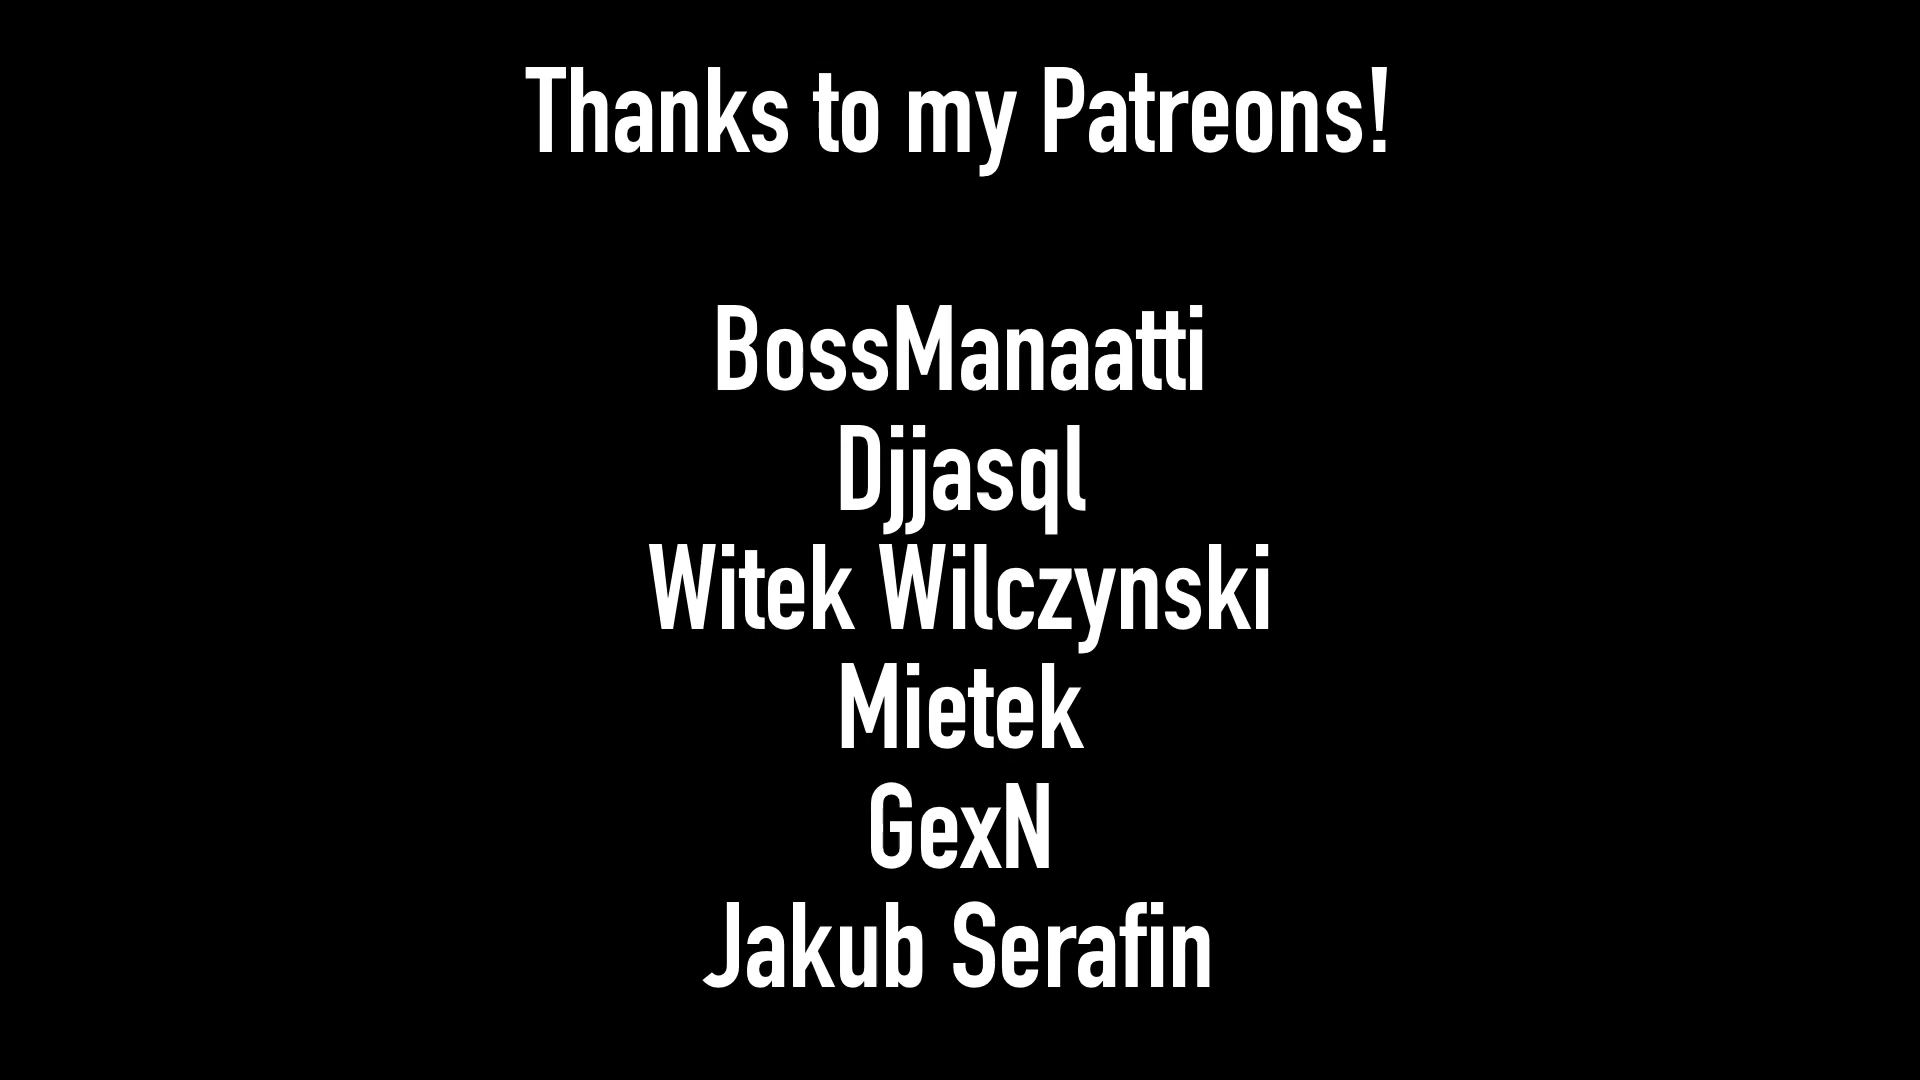 Thanks to my Patreons!
BossManaatti
Djjasql
Witek Wilczynski
Mietek
GexN
Jakub Serafin